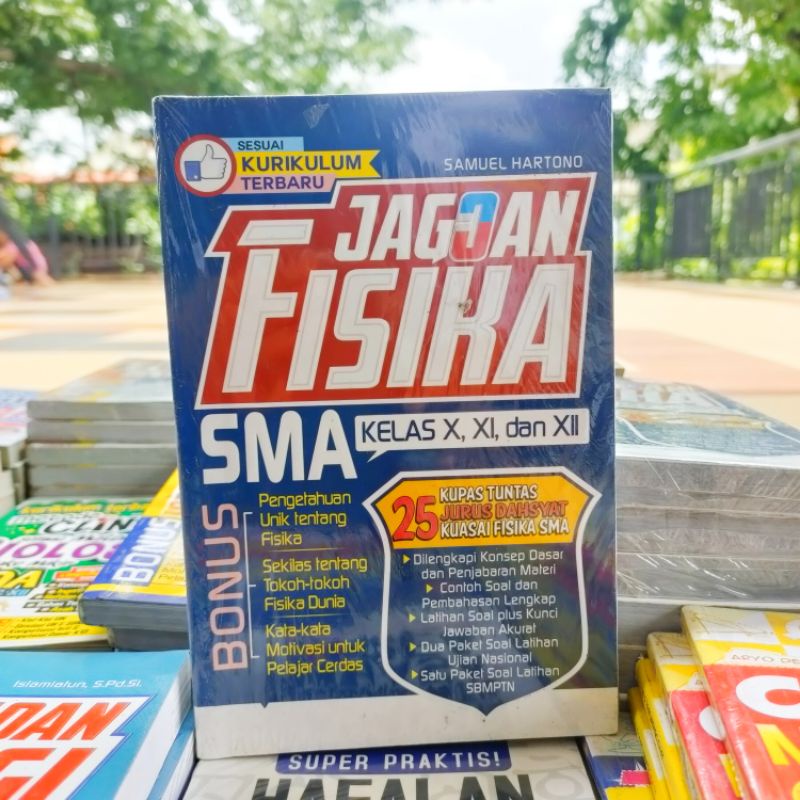 SESUAI
KURIKULUM
TERBARU
SAMUEL HARTONO
JAGOAN
FISIKA
SMA
KELAS X, XI, dan XII
BONUS
Pengetahuan
Unik tentang
Fisika
Sekilas tentang
Tokoh-tokoh
Fisika Dunia
Kata-kata
Motivasi untuk
Pelajar Cerdas
25
KUPAS TUNTAS
JURUS DAHSYAT
KUASAI FISIKA SMA
Dilengkapi Konsep Dasar
dan Penjabaran Materi
Contoh Soal dan
Pembahasan Lengkap
Latihan Soal plus Kunci
Jawaban Akurat
Dua Paket Soal Latihan
Ujian Nasional
Satu Paket Soal Latihan
SBMPTN
BONUS
Islamiatun, S.Pd.Si.
SUPER PRAKTIS!
HAFALAN